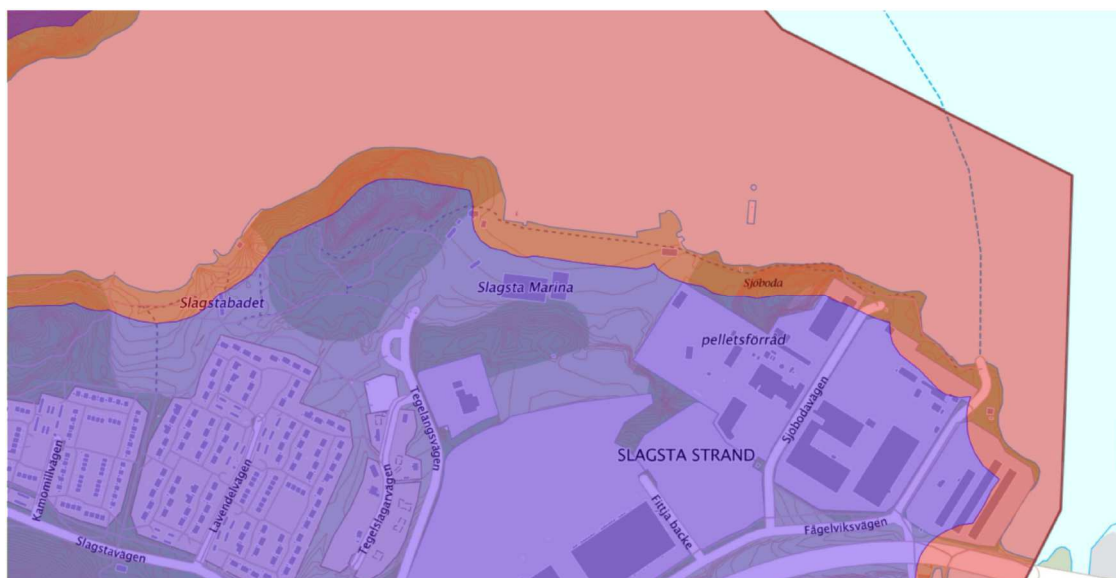 Slagstabadet
Slagsta Marina
Sjöboda
pelletsförråd
SLAGSTA STRAND
Sjöbodavägen
Tegelängsvägen
Tegelslagarvägen
Lavendelvägen
Kamomillvägen
Slagstavägen
Fittja backe
Fågelviksvägen